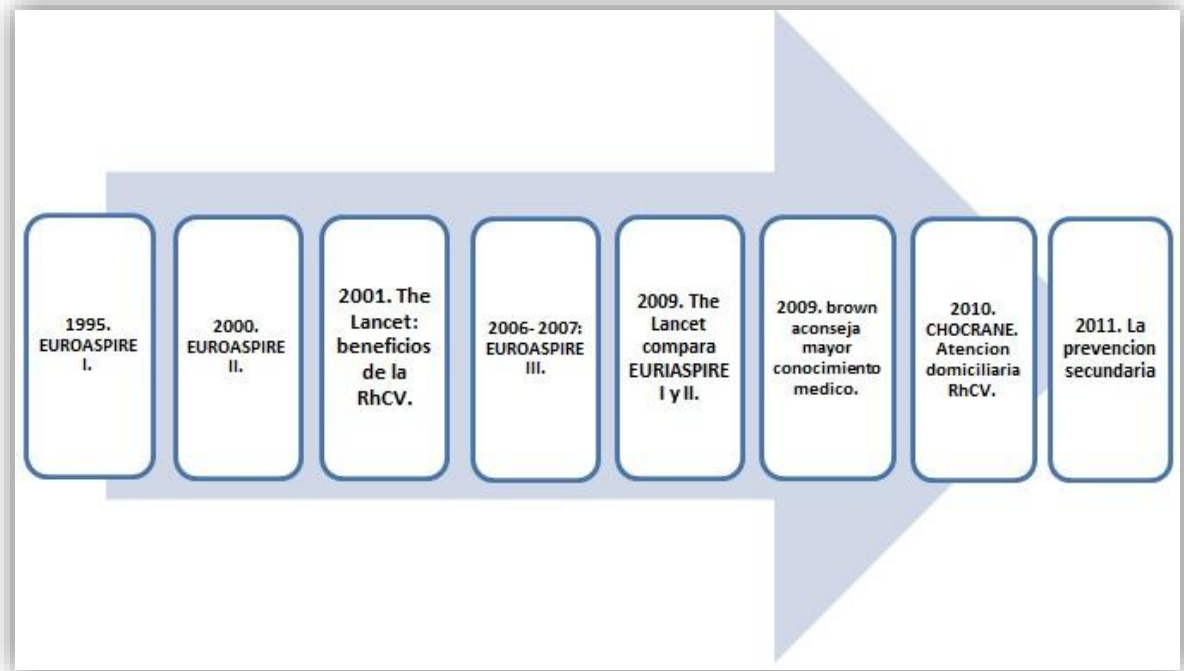 1995.
EUROASPIRE
I.
2000.
EUROASPIRE
II.
2001. The
Lancet:
beneficios
de la
RhCV.
2006- 2007:
EUROASPIRE
III.
2009. The
Lancet
compara
EURIASPIRE
I y II.
2009. brown
aconseja
mayor
conocimiento
medico.
2010.
CHOCRANE.
Atencion
domiciliaria
RhCV.
2011. La
prevencion
secundaria